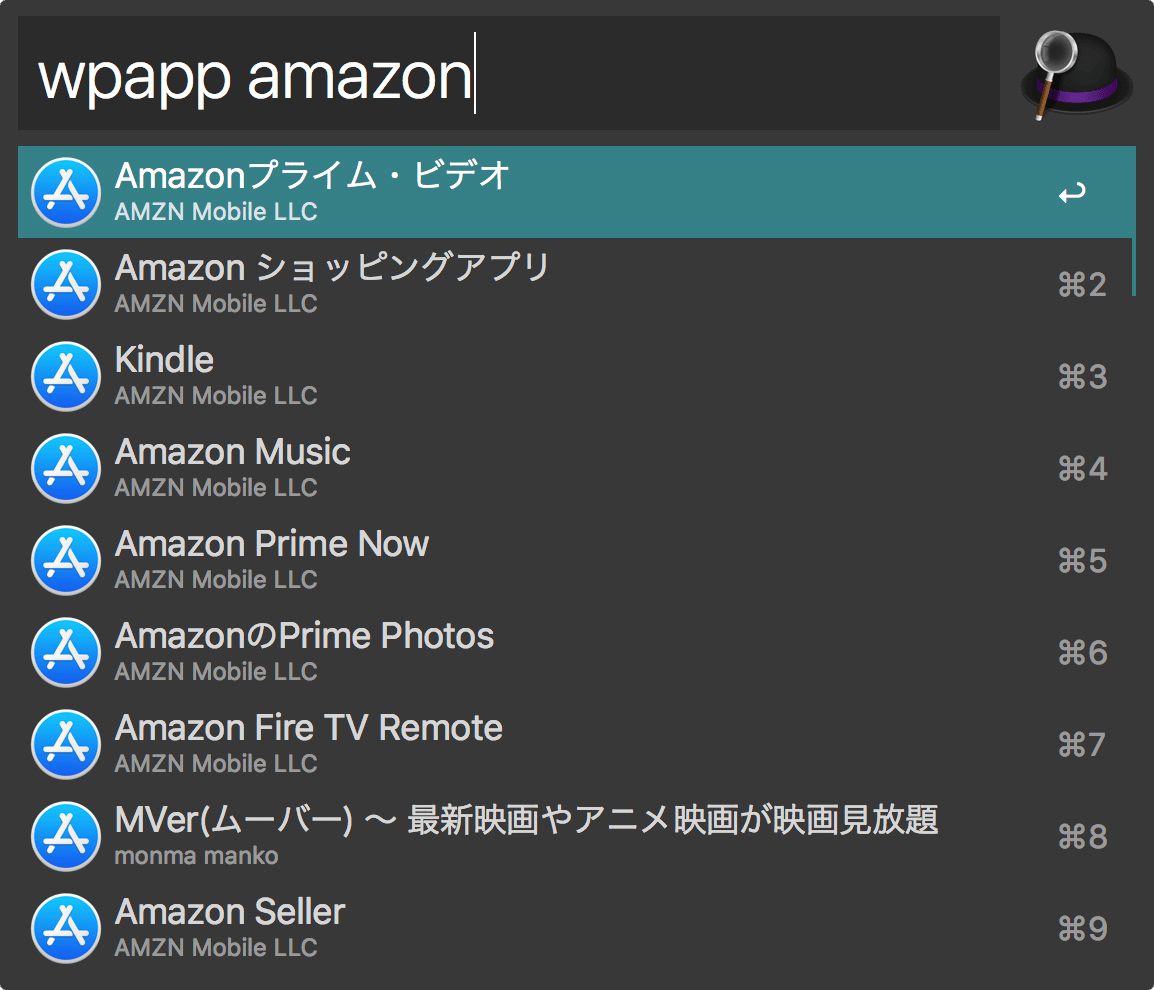 wpapp amazon
Amazonプライム・ビデオ
AMZN Mobile LLC
↩
Amazon ショッピングアプリ
AMZN Mobile LLC
⌘2
Kindle
AMZN Mobile LLC
⌘3
Amazon Music
AMZN Mobile LLC
⌘4
Amazon Prime Now
AMZN Mobile LLC
⌘5
AmazonのPrime Photos
AMZN Mobile LLC
⌘6
Amazon Fire TV Remote
AMZN Mobile LLC
⌘7
MVer(ムーバー) 〜 最新映画やアニメ映画が映画見放題
monma manko
⌘8
Amazon Seller
AMZN Mobile LLC
⌘9